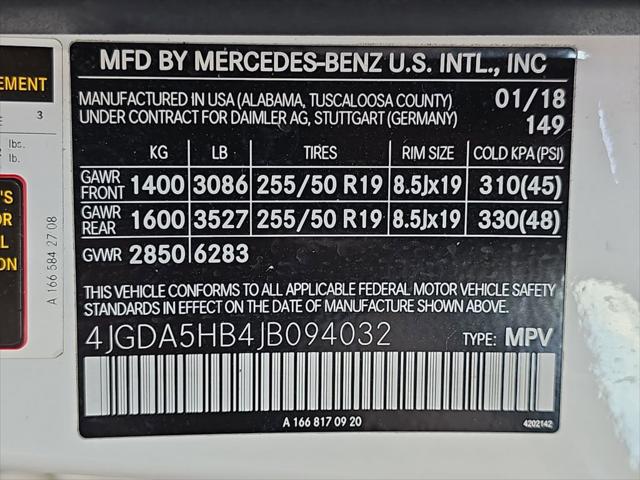 MFD BY MERCEDES-BENZ U.S. INTL., INC
MANUFACTURED IN USA (ALABAMA, TUSCALOOSA COUNTY) 01/18
UNDER CONTRACT FOR DAIMLER AG, STUTTGART (GERMANY) 149
KG LB TIRES RIM SIZE COLD KPA (PSI)
GAWR FRONT 1400 3086 255/50 R19 8.5Jx19 310(45)
GAWR REAR 1600 3527 255/50 R19 8.5Jx19 330(48)
GVWR 2850 6283
THIS VEHICLE CONFORMS TO ALL APPLICABLE FEDERAL MOTOR VEHICLE SAFETY
STANDARDS IN EFFECT ON THE DATE OF MANUFACTURE SHOWN ABOVE.
4JGDA5HB4JB094032 TYPE: MPV
A 166 817 09 20 4202142
EMENT
3
lbs.
lb.
'S
OR
L
ON
A 166 584 27 08